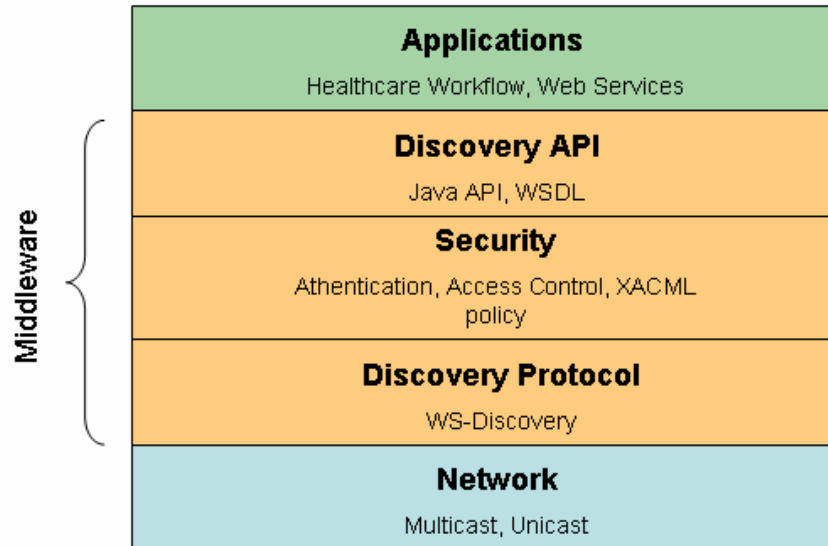 Applications
Healthcare Workflow, Web Services
Discovery API
Java API, WSDL
Security
Athentication, Access Control, XACML
policy
Discovery Protocol
WS-Discovery
Network
Multicast, Unicast
Middleware